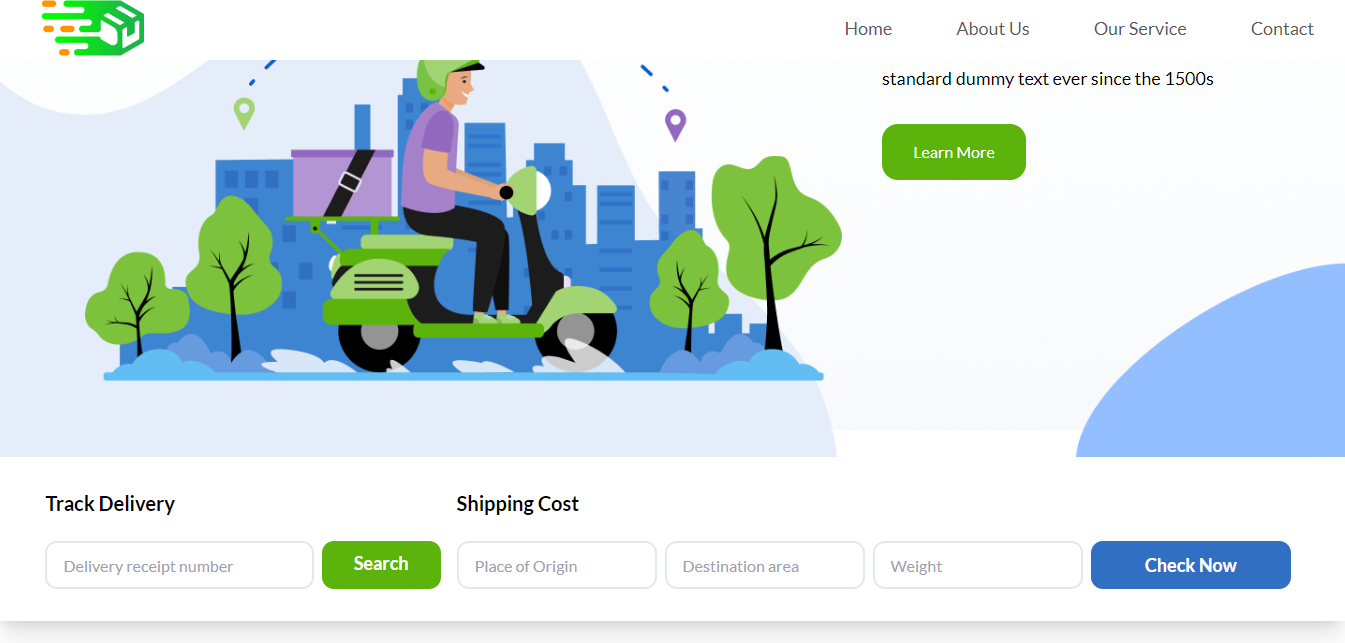 Home About Us Our Service Contact
standard dummy text ever since the 1500s
Learn More
Track Delivery Shipping Cost
Delivery receipt number Search Place of Origin Destination area Weight Check Now